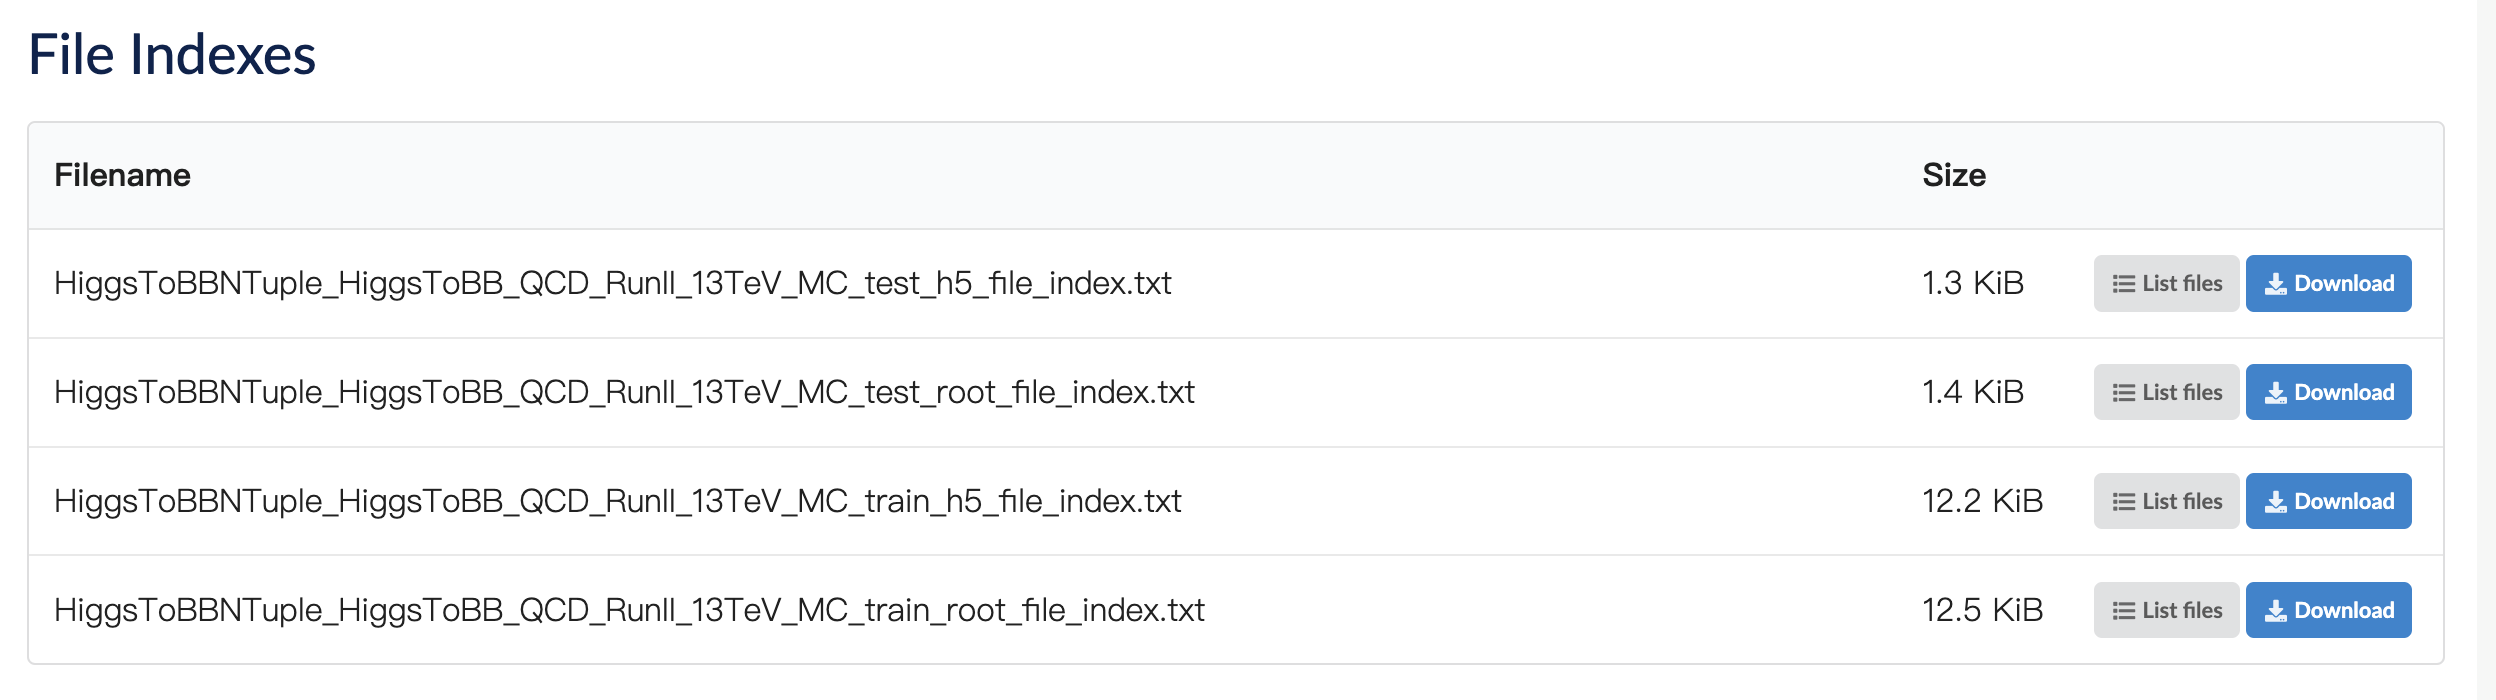 File Indexes
Filename Size
HiggsToBBNTuple_HiggsToBB_QCD_RunII_13TeV_MC_test_h5_file_index.txt 1.3 KiB List files Download
HiggsToBBNTuple_HiggsToBB_QCD_RunII_13TeV_MC_test_root_file_index.txt 1.4 KiB List files Download
HiggsToBBNTuple_HiggsToBB_QCD_RunII_13TeV_MC_train_h5_file_index.txt 12.2 KiB List files Download
HiggsToBBNTuple_HiggsToBB_QCD_RunII_13TeV_MC_train_root_file_index.txt 12.5 KiB List files Download